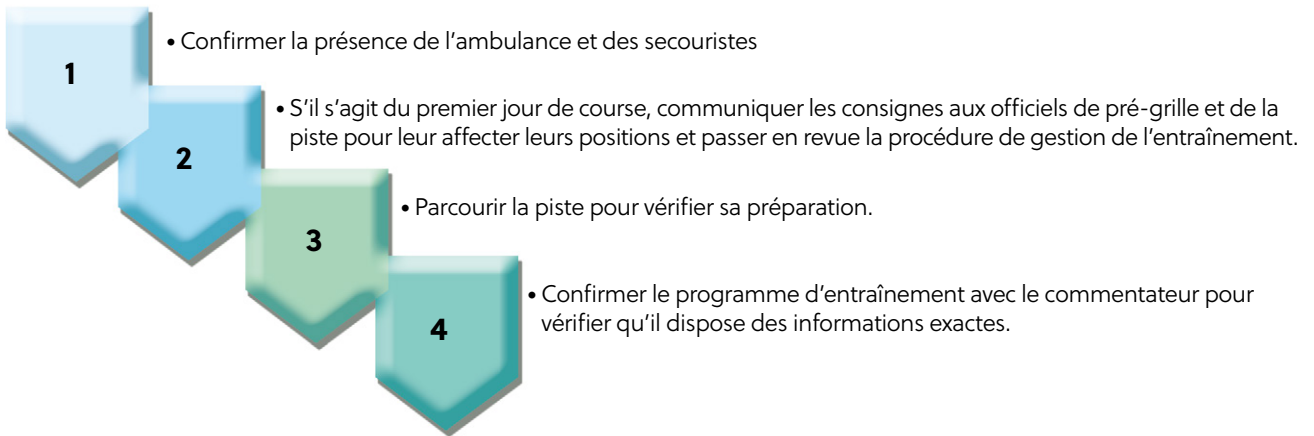 1
• Confirmer la présence de l'ambulance et des secouristes
2
• S'il s'agit du premier jour de course, communiquer les consignes aux officiels de pré-grille et de la
piste pour leur affecter leurs positions et passer en revue la procédure de gestion de l'entraînement.
3
• Parcourir la piste pour vérifier sa préparation.
4
• Confirmer le programme d'entraînement avec le commentateur pour
vérifier qu'il dispose des informations exactes.